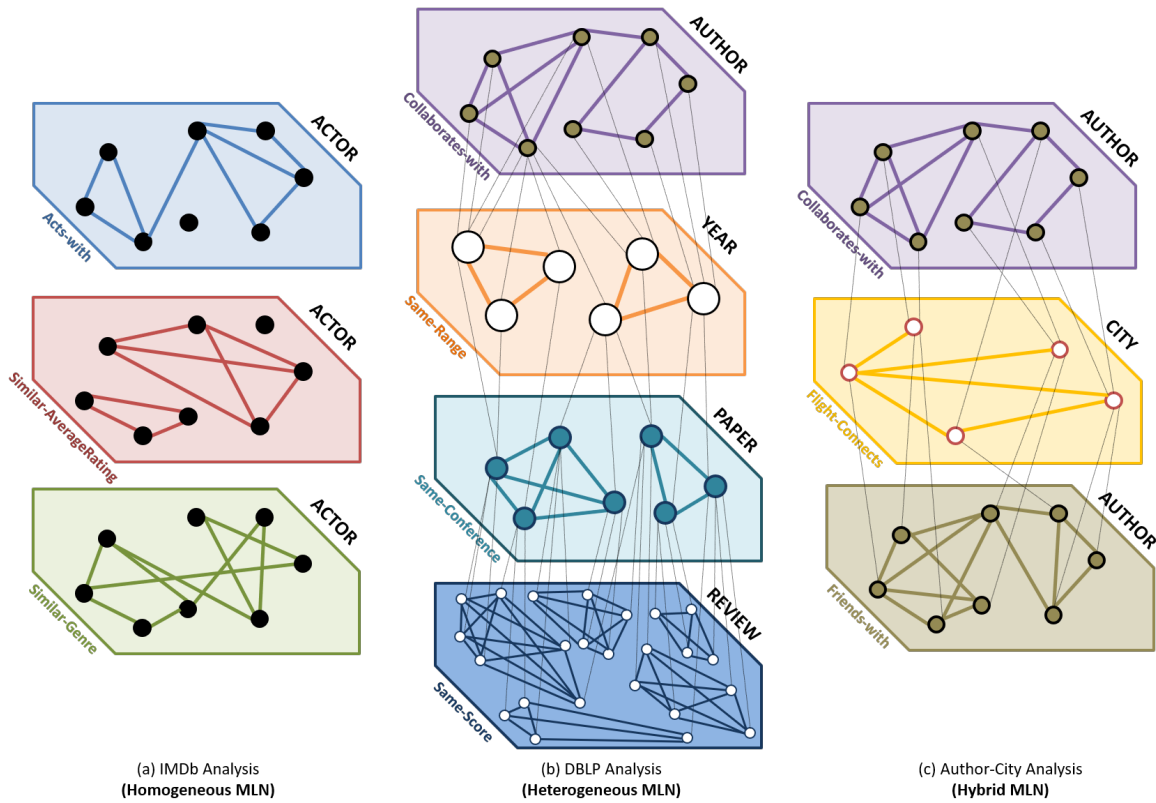 ACTOR
Acts-with
ACTOR
Similar-AverageRating
ACTOR
Similar-Genre
(a) IMDb Analysis
(Homogeneous MLN)
AUTHOR
Collaborates-with
YEAR
Same-Range
PAPER
Same-Conference
REVIEW
Same-Score
(b) DBLP Analysis
(Heterogeneous MLN)
AUTHOR
Collaborates-with
CITY
Flight-Connects
AUTHOR
Friends-with
(c) Author-City Analysis
(Hybrid MLN)